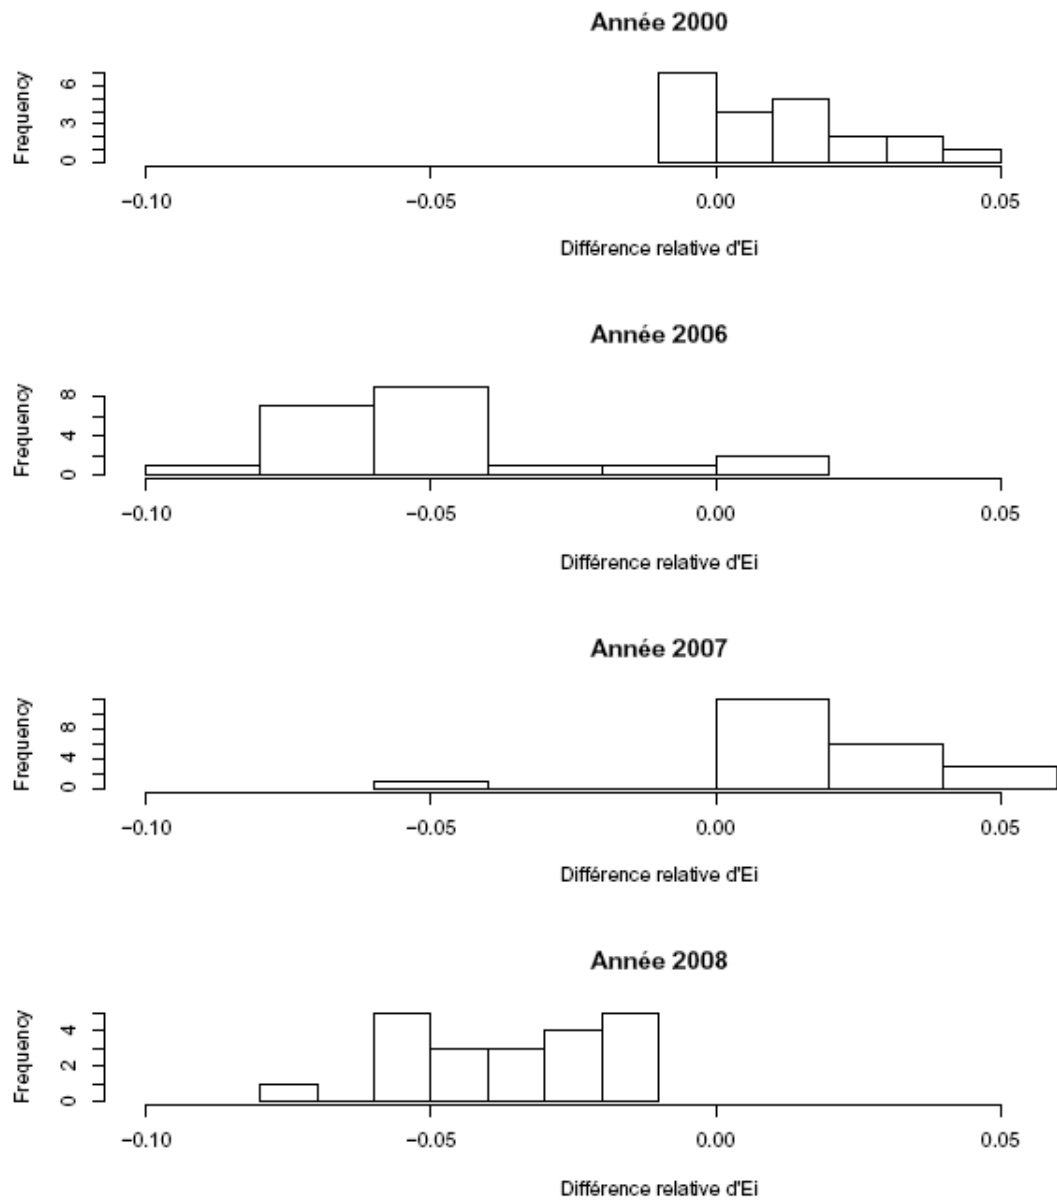 Année 2000
Frequency
0 3 6
−0.10 −0.05 0.00 0.05
Différence relative d'Ei
Année 2006
Frequency
0 4 8
−0.10 −0.05 0.00 0.05
Différence relative d'Ei
Année 2007
Frequency
0 4 8
−0.10 −0.05 0.00 0.05
Différence relative d'Ei
Année 2008
Frequency
0 2 4
−0.10 −0.05 0.00 0.05
Différence relative d'Ei